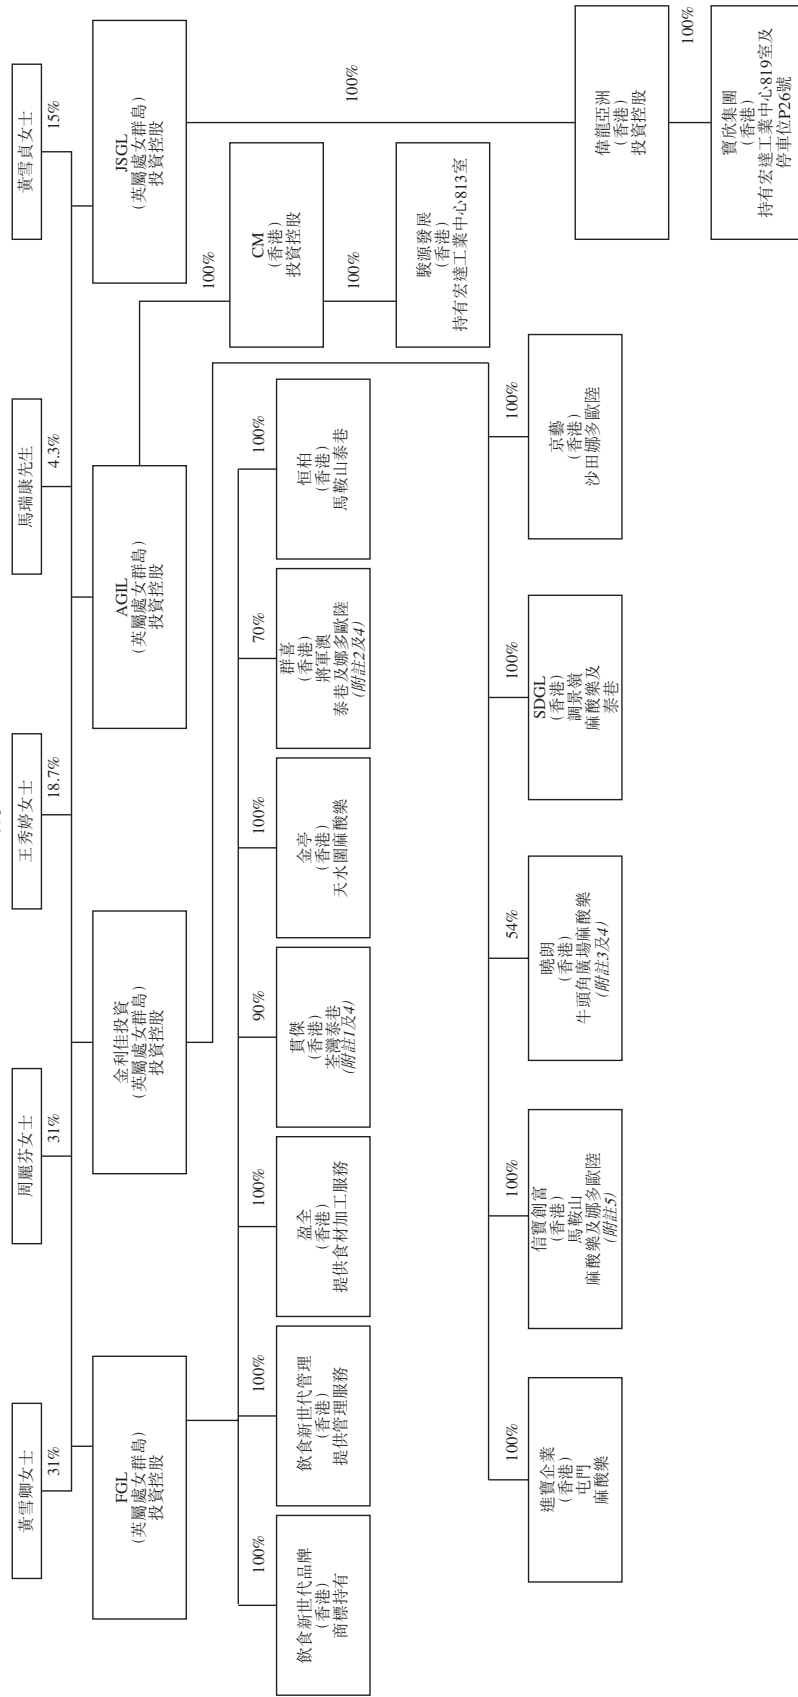 黃雪卿女士
周麗芬女士
王秀婷女士
馬瑞康先生
黃雪貞女士
31%
31%
18.7%
4.3%
15%
FGL
(英屬處女群島)
投資控股
金利佳投資
(英屬處女群島)
投資控股
AGIL
(英屬處女群島)
投資控股
JSGL
(英屬處女群島)
投資控股
100%
100%
100%
90%
100%
70%
100%
飲食新世代品牌
(香港)
商標持有
飲食新世代管理
(香港)
提供管理服務
盈全
(香港)
提供食材加工服務
貫傑
(香港)
荃灣泰巷
(附註1及4)
金亭
(香港)
天水圍麻酸樂
群喜
(香港)
將軍澳
泰巷及娜多歐陸
(附註2及4)
恒柏
(香港)
馬鞍山泰巷
100%
CM
(香港)
投資控股
100%
駿源發展
(香港)
持有宏達工業中心813室
100%
100%
100%
54%
100%
100%
進寶企業
(香港)
屯門
麻酸樂
信寶創富
(香港)
馬鞍山
麻酸樂及娜多歐陸
(附註5)
曉朗
(香港)
牛頭角廣場麻酸樂
(附註3及4)
SDGL
(香港)
調景嶺
麻酸樂及
泰巷
京藝
(香港)
沙田娜多歐陸
偉龍亞洲
(香港)
投資控股
100%
寶欣集團
(香港)
持有宏達工業中心819室及
停車位P26號